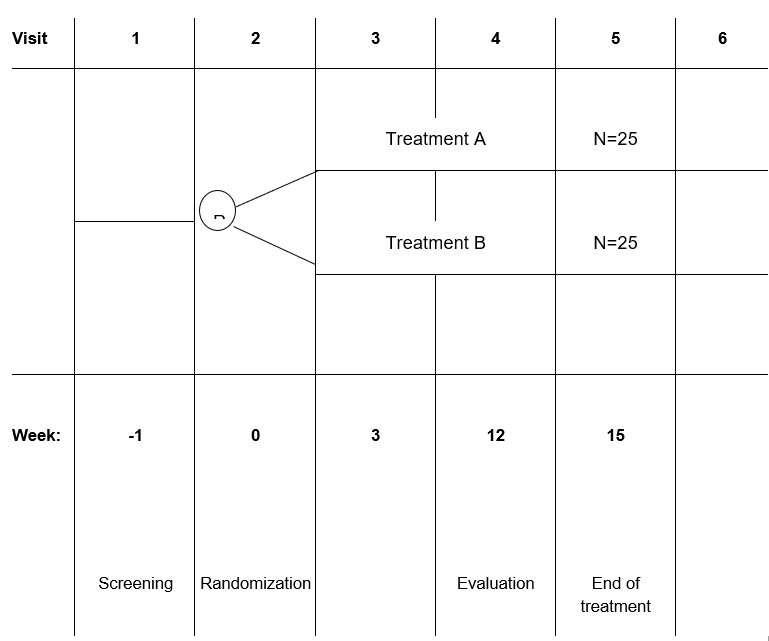 Visit 1 2 3 4 5 6
Treatment A N=25
Treatment B N=25
Week: -1 0 3 12 15
Screening Randomization Evaluation End of
treatment